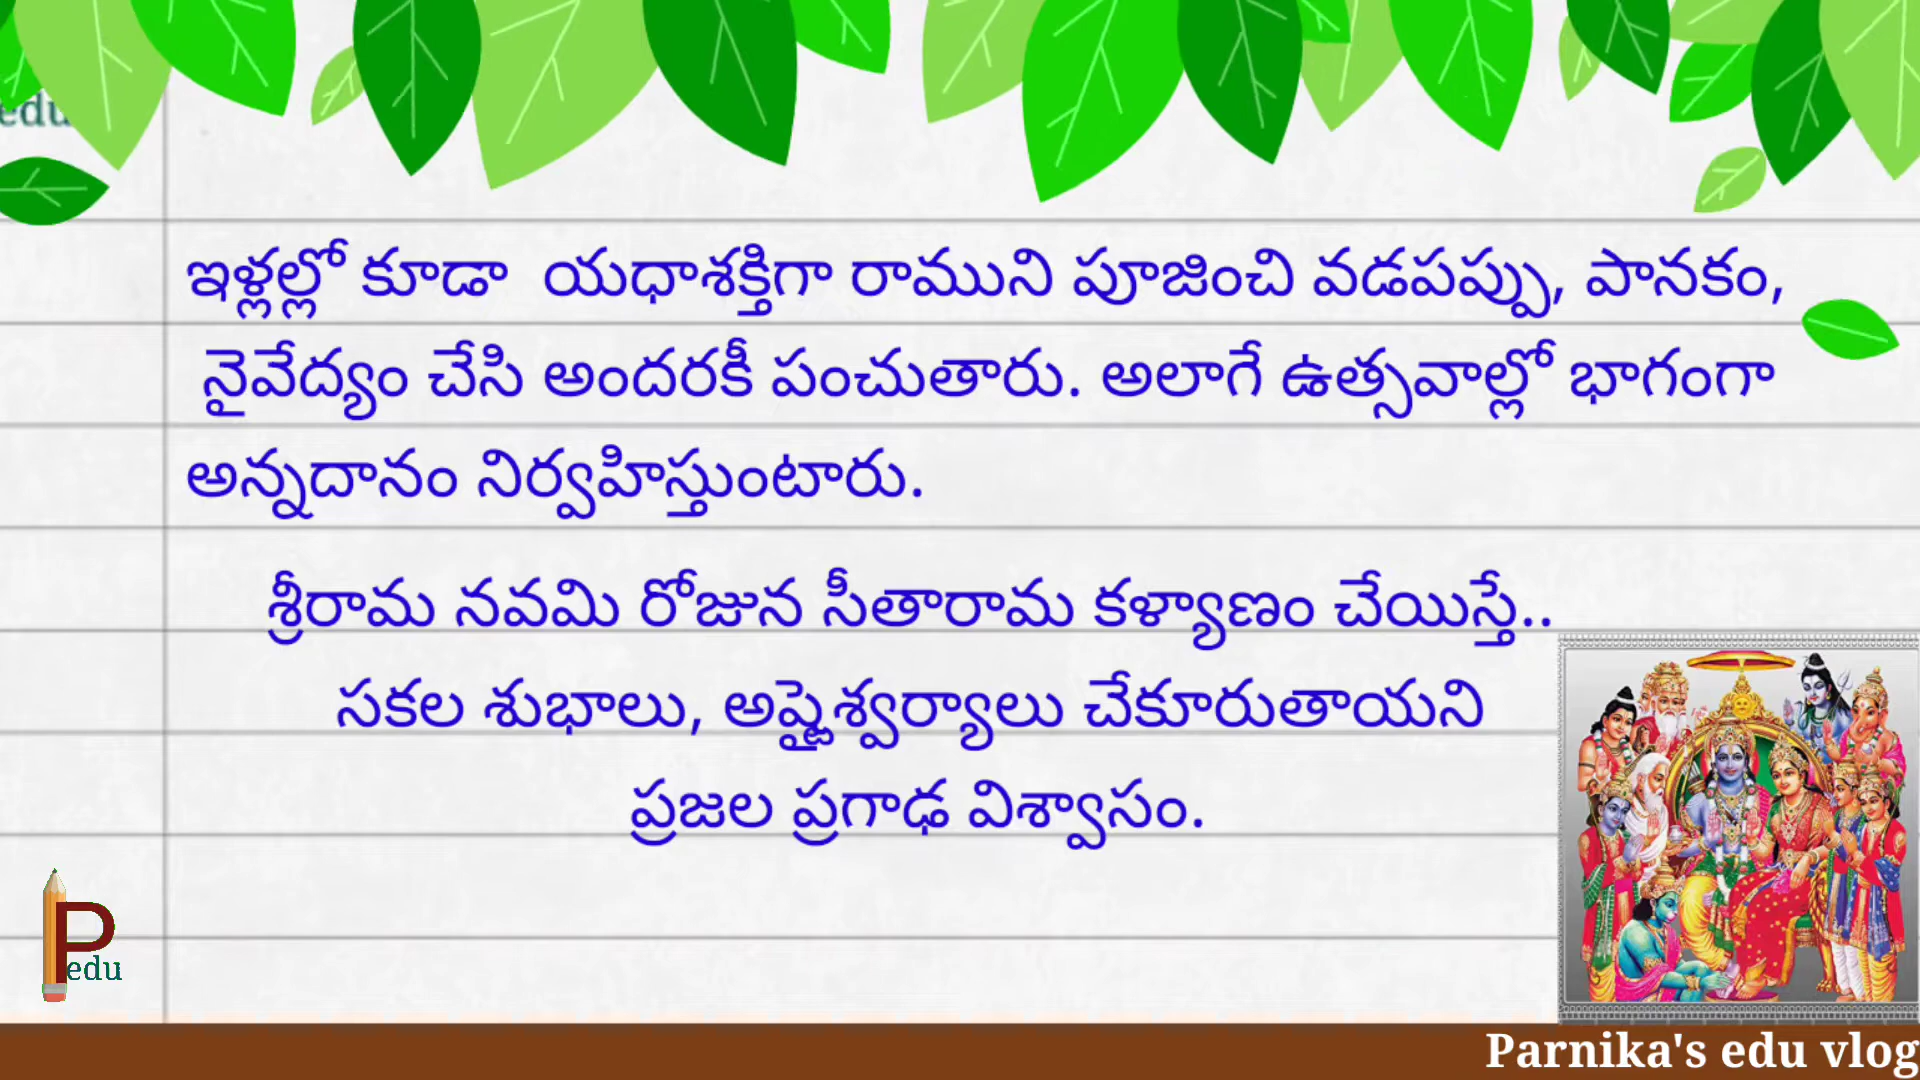 edu
ఇళ్లల్లో కూడా యధాశక్తిగా రాముని పూజించి వడపప్పు, పానకం,
నైవేద్యం చేసి అందరకీ పంచుతారు. అలాగే ఉత్సవాల్లో భాగంగా
అన్నదానం నిర్వహిస్తుంటారు.
శ్రీరామ నవమి రోజున సీతారామ కళ్యాణం చేయిస్తే..
సకల శుభాలు, అష్టైశ్వర్యాలు చేకూరుతాయని
ప్రజల ప్రగాఢ విశ్వాసం.
P
edu
Parnika's edu vlog